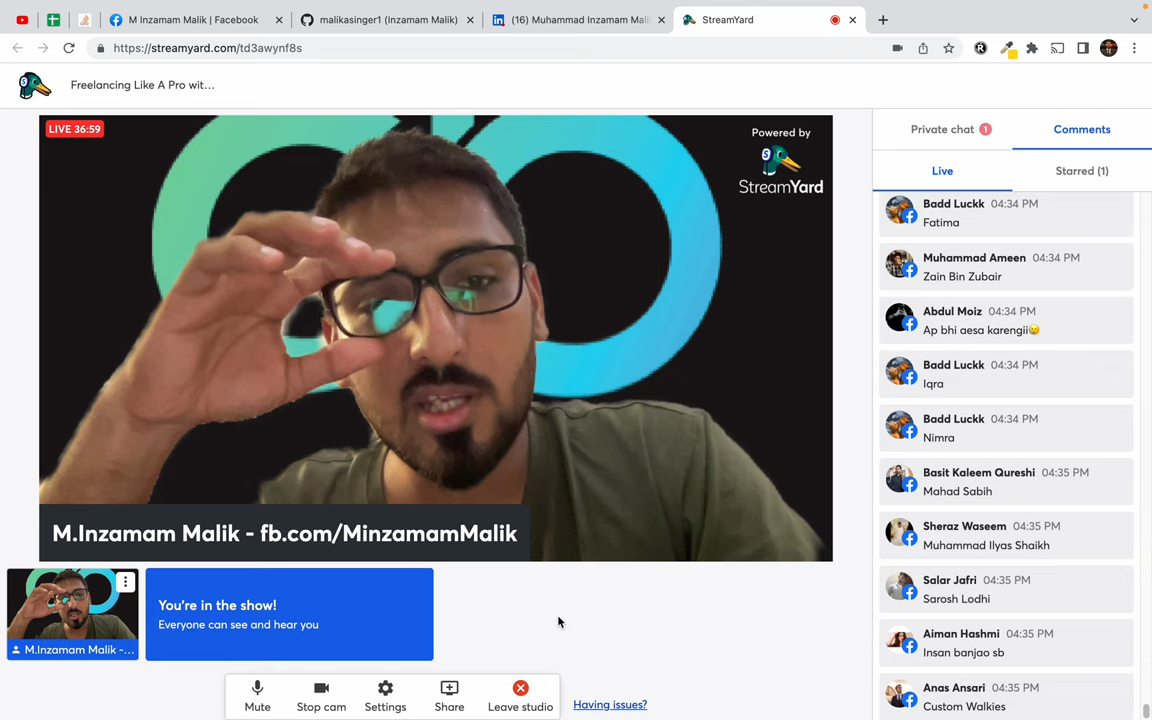 M Inzamam Malik | Facebook
malikasinger1 (Inzamam Malik)
(16) Muhammad Inzamam Mali
StreamYard
https://streamyard.com/td3awynf8s
Freelancing Like A Pro wit...
LIVE 36:59
Powered by
StreamYard
M.Inzamam Malik - fb.com/MinzamamMalik
M.Inzamam Malik -...
You're in the show!
Everyone can see and hear you
Mute
Stop cam
Settings
Share
Leave studio
Having issues?
Private chat 1
Comments
Live
Starred (1)
Badd Luckk 04:34 PM
Fatima
Muhammad Ameen 04:34 PM
Zain Bin Zubair
Abdul Moiz 04:34 PM
Ap bhi aesa karengii
Badd Luckk 04:34 PM
Iqra
Badd Luckk 04:34 PM
Nimra
Basit Kaleem Qureshi 04:35 PM
Mahad Sabih
Sheraz Waseem 04:35 PM
Muhammad Ilyas Shaikh
Salar Jafri 04:35 PM
Sarosh Lodhi
Aiman Hashmi 04:35 PM
Insan banjao sb
Anas Ansari 04:35 PM
Custom Walkies